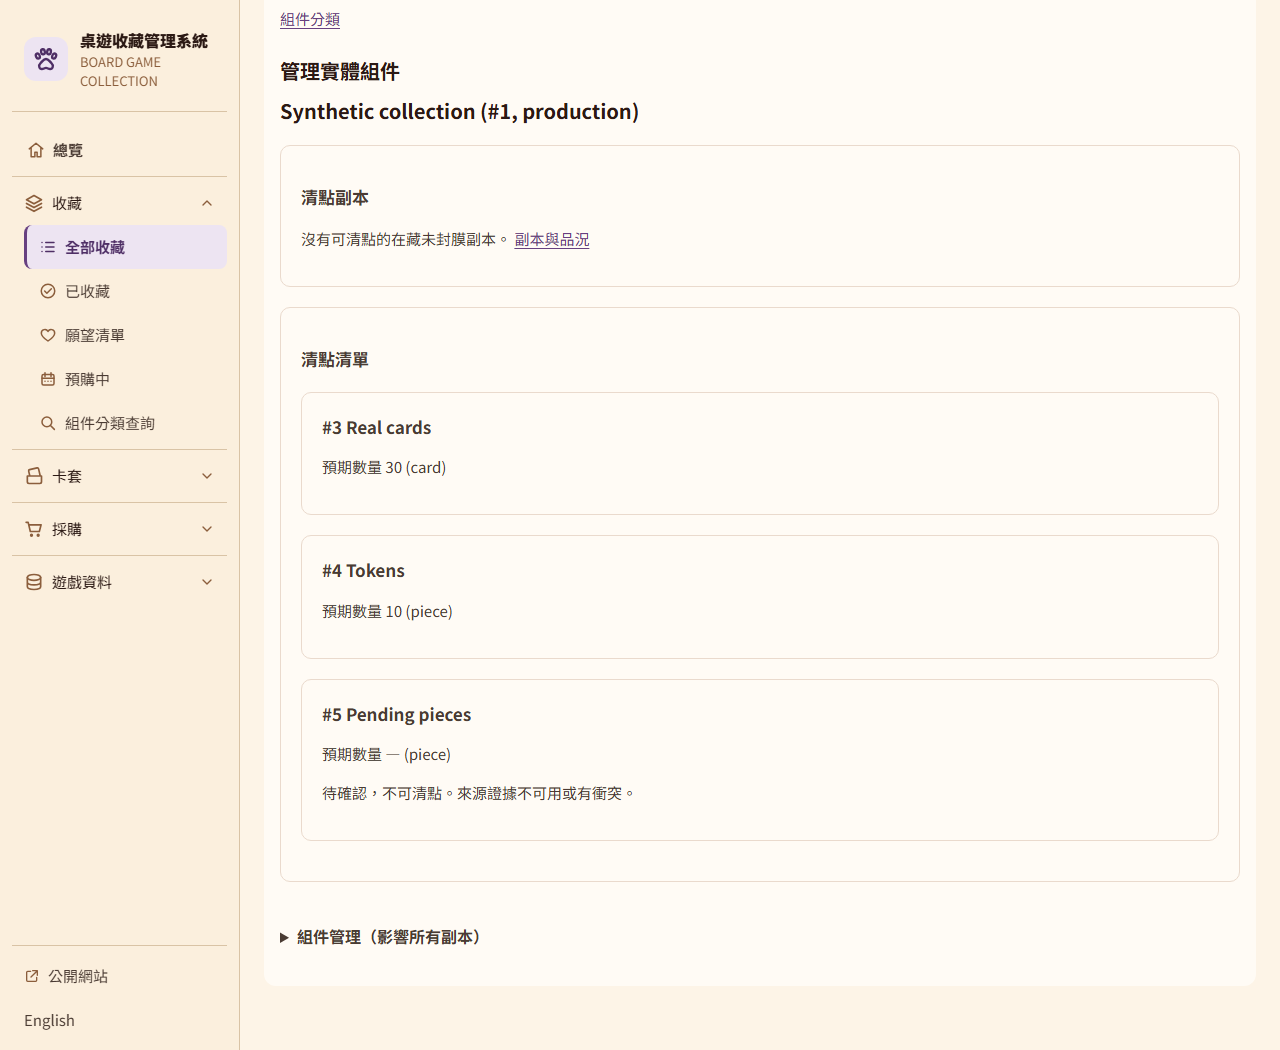 桌遊收藏管理系統
BOARD GAME
COLLECTION
總覽
收藏
全部收藏
已收藏
願望清單
預購中
組件分類查詢
卡套
採購
遊戲資料
公開網站
English
組件分類
管理實體組件
Synthetic collection (#1, production)
清點副本
沒有可清點的在藏未封膜副本。 副本與品況
清點清單
#3 Real cards
預期數量 30 (card)
#4 Tokens
預期數量 10 (piece)
#5 Pending pieces
預期數量 — (piece)
待確認，不可清點。來源證據不可用或有衝突。
組件管理（影響所有副本）